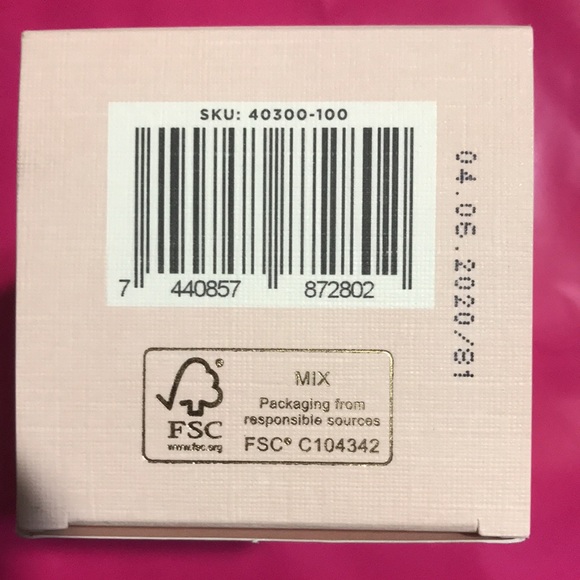 SKU: 40300-100
7 440857 872802
04.06.2020/81
FSC®
www.fsc.org
MIX
Packaging from
responsible sources
FSC® C104342